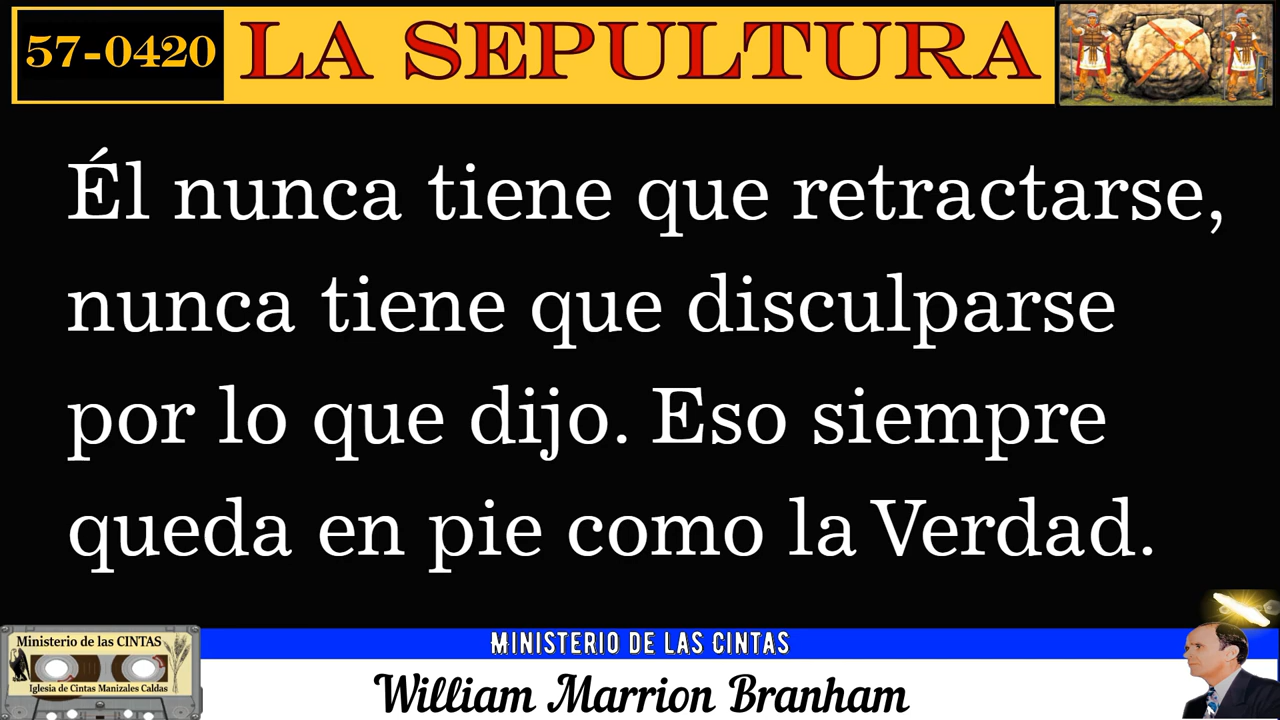 57-0420 LA SEPULTURA
Él nunca tiene que retractarse,
nunca tiene que disculparse
por lo que dijo. Eso siempre
queda en pie como la Verdad.
Ministerio de las CINTAS
Iglesia de Cintas Manizales Caldas
MINISTERIO DE LAS CINTAS
William Marrion Branham